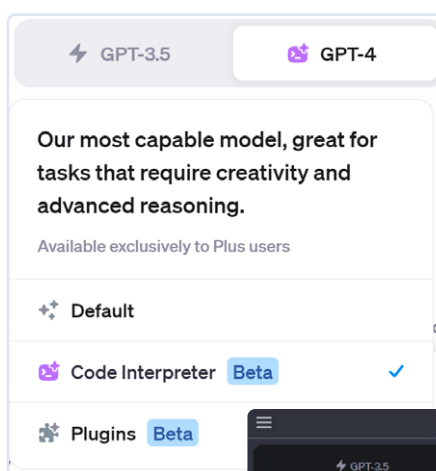 GPT-3.5 GPT-4
Our most capable model, great for
tasks that require creativity and
advanced reasoning.
Available exclusively to Plus users
Default
Code Interpreter Beta
Plugins Beta
GPT-3.5